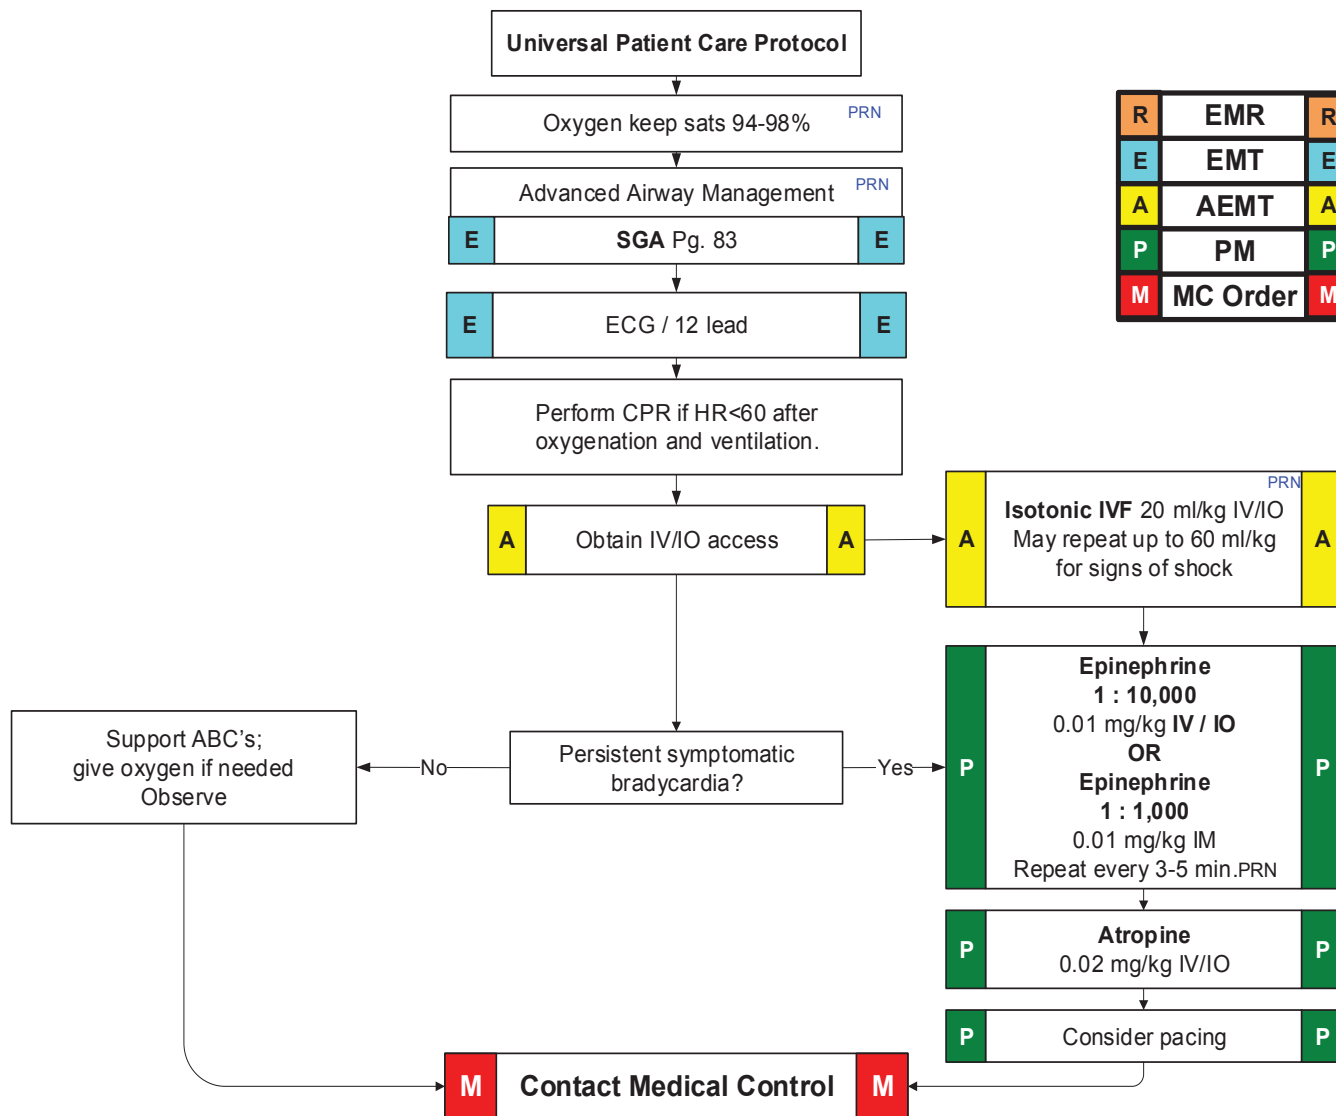 Universal Patient Care Protocol
Oxygen keep sats 94-98% PRN
Advanced Airway Management PRN
E SGA Pg. 83 E
E ECG / 12 lead E
Perform CPR if HR<60 after
oxygenation and ventilation.
A Obtain IV/IO access A
R EMR R
E EMT E
A AEMT A
P PM P
M MC Order M
PRN
Isotonic IVF 20 ml/kg IV/IO
A May repeat up to 60 ml/kg A
for signs of shock
Persistent symptomatic
bradycardia?
No
Yes
Support ABC's;
give oxygen if needed
Observe
Epinephrine
1 : 10,000
0.01 mg/kg IV / IO
OR
P Epinephrine P
1 : 1,000
0.01 mg/kg IM
Repeat every 3-5 min.PRN
Atropine
P 0.02 mg/kg IV/IO P
P Consider pacing P
M Contact Medical Control M